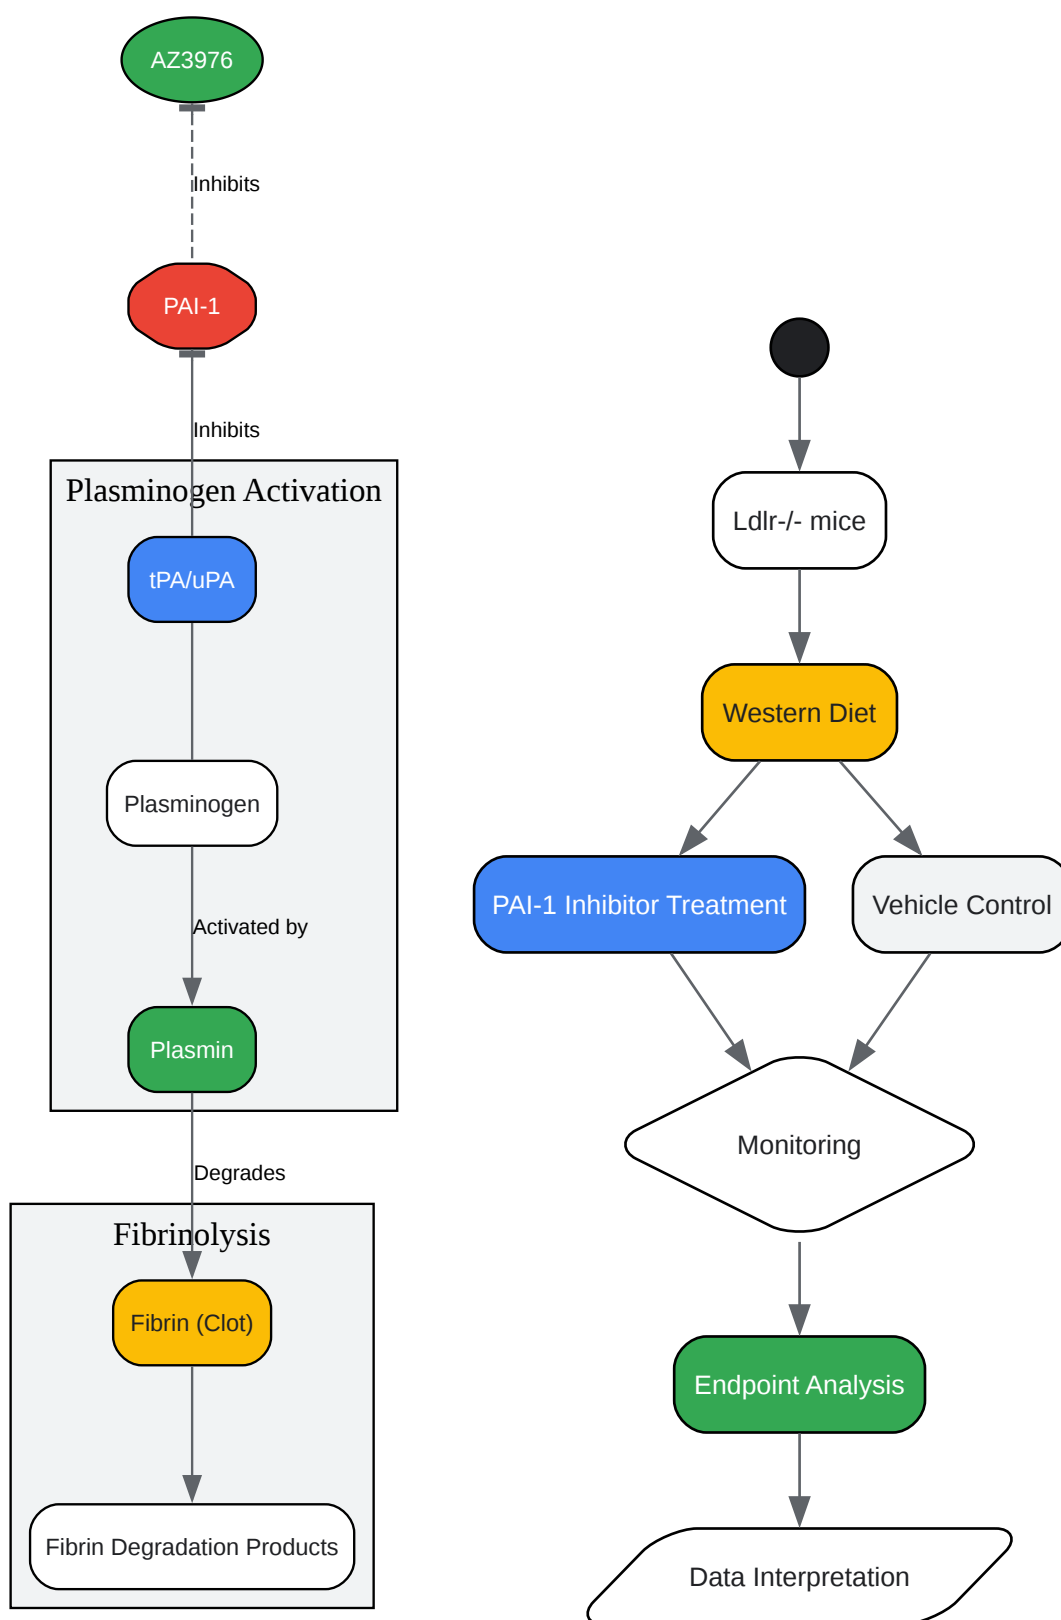 AZ3976
Inhibits
PAI-1
Inhibits
Plasminogen Activation
tPA/uPA
Plasminogen
Activated by
Plasmin
Degrades
Fibrinolysis
Fibrin (Clot)
Fibrin Degradation Products
Ldlr-/- mice
Western Diet
PAI-1 Inhibitor Treatment
Vehicle Control
Monitoring
Endpoint Analysis
Data Interpretation